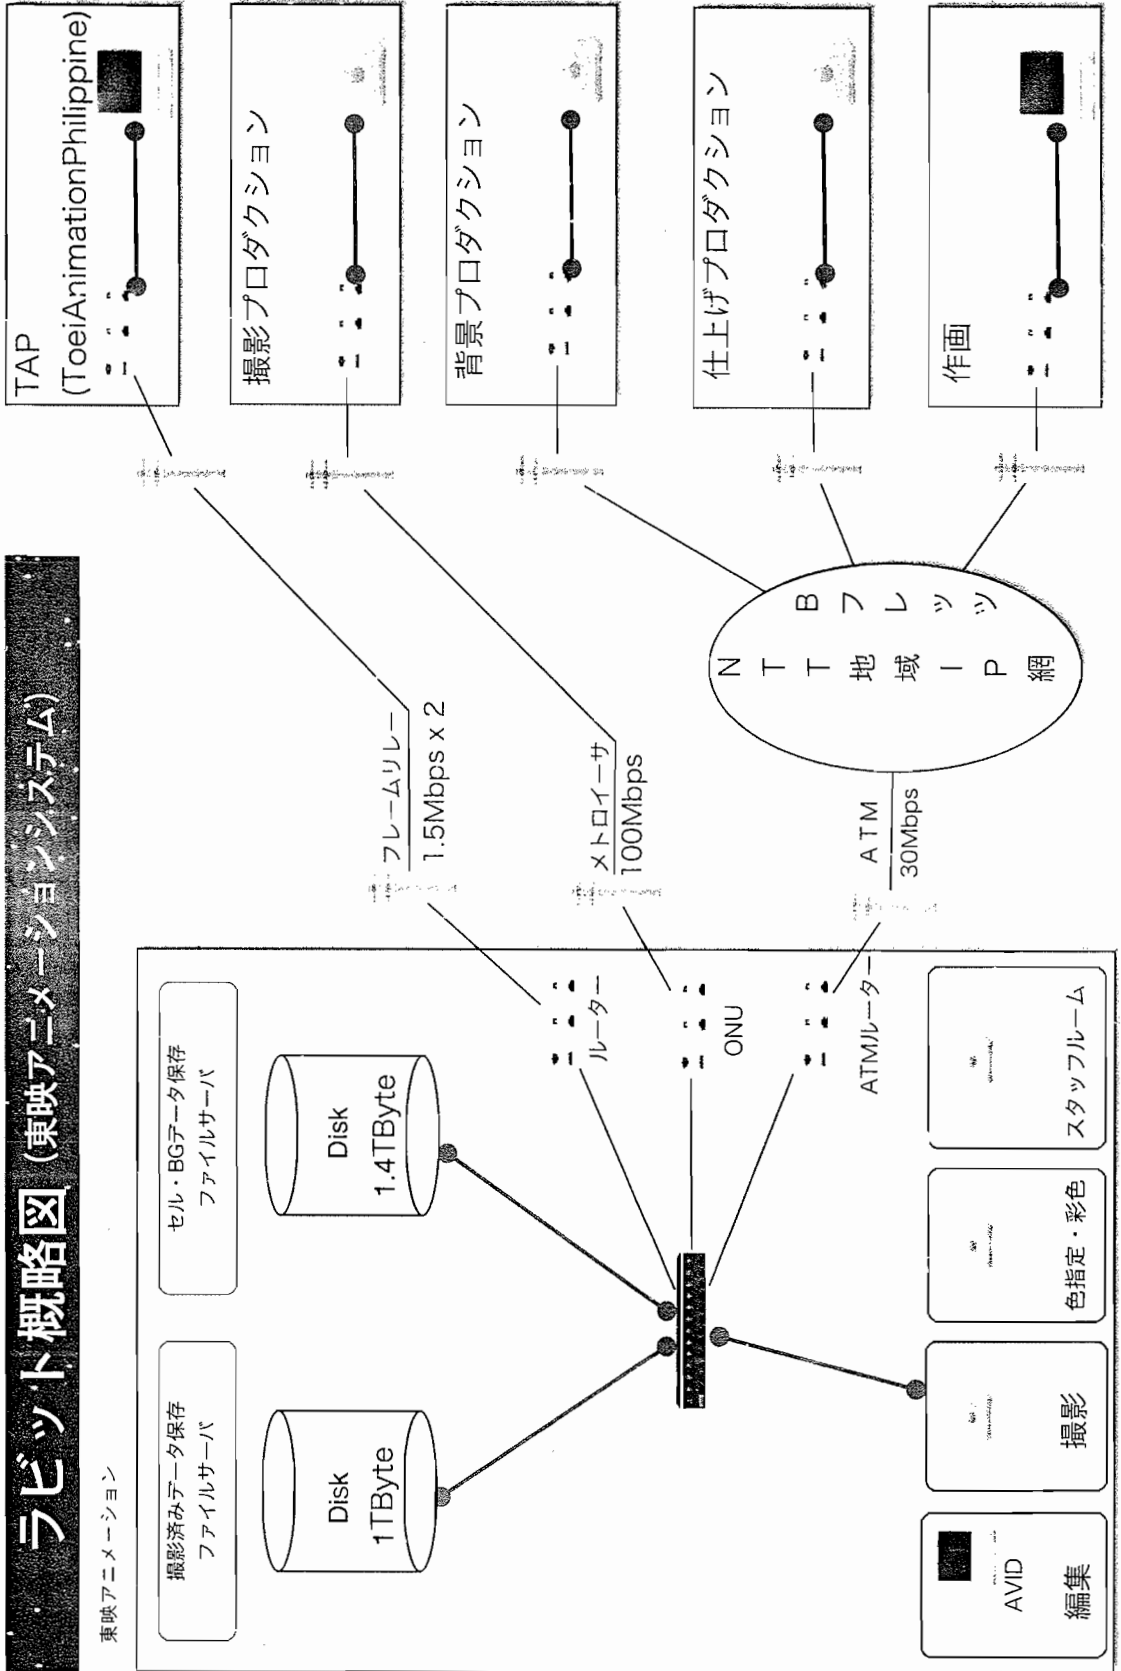 ラビット概略図 (東映アニメーションシステム)
東映アニメーション
撮影済みデータ保存
ファイルサーバ
Disk
1TByte
セル・BGデータ保存
ファイルサーバ
Disk
1.4TByte
ルーター
ONU
ATMルーター
AVID
編集
撮影
色指定・彩色
スタッフルーム
フレームリレー
1.5Mbps x 2
メトロイーサ
100Mbps
ATM
30Mbps
Bフレッツ
NTT地域IP網
TAP
(ToeiAnimationPhilippine)
撮影プロダクション
背景プロダクション
仕上げプロダクション
作画